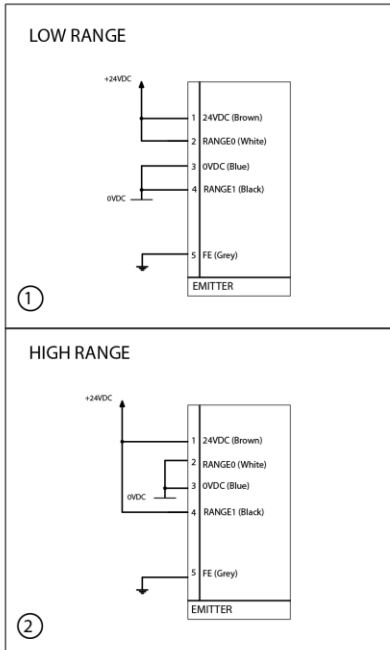 LOW RANGE
+24VDC
1 24VDC (Brown)
2 RANGE0 (White)
3 0VDC (Blue)
4 RANGE1 (Black)
0VDC
5 FE (Grey)
EMITTER
1
HIGH RANGE
+24VDC
1 24VDC (Brown)
2 RANGE0 (White)
3 0VDC (Blue)
0VDC
4 RANGE1 (Black)
5 FE (Grey)
EMITTER
2